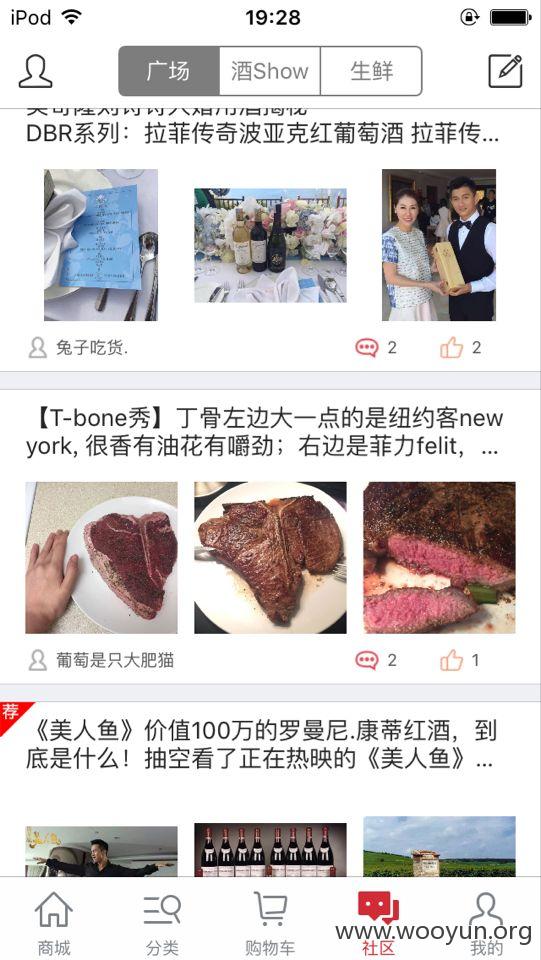 iPod 19:28
广场 酒Show 生鲜
DBR系列：拉菲传奇波亚克红葡萄酒 拉菲传...
兔子吃货. 2 2
【T-bone秀】丁骨左边大一点的是纽约客new
york, 很香有油花有嚼劲；右边是菲力felit，...
葡萄是只大肥猫 2 1
荐
《美人鱼》价值100万的罗曼尼.康蒂红酒，到
底是什么！抽空看了正在热映的《美人鱼》...
商城 分类 购物车 社区 我的
www.wooyun.org